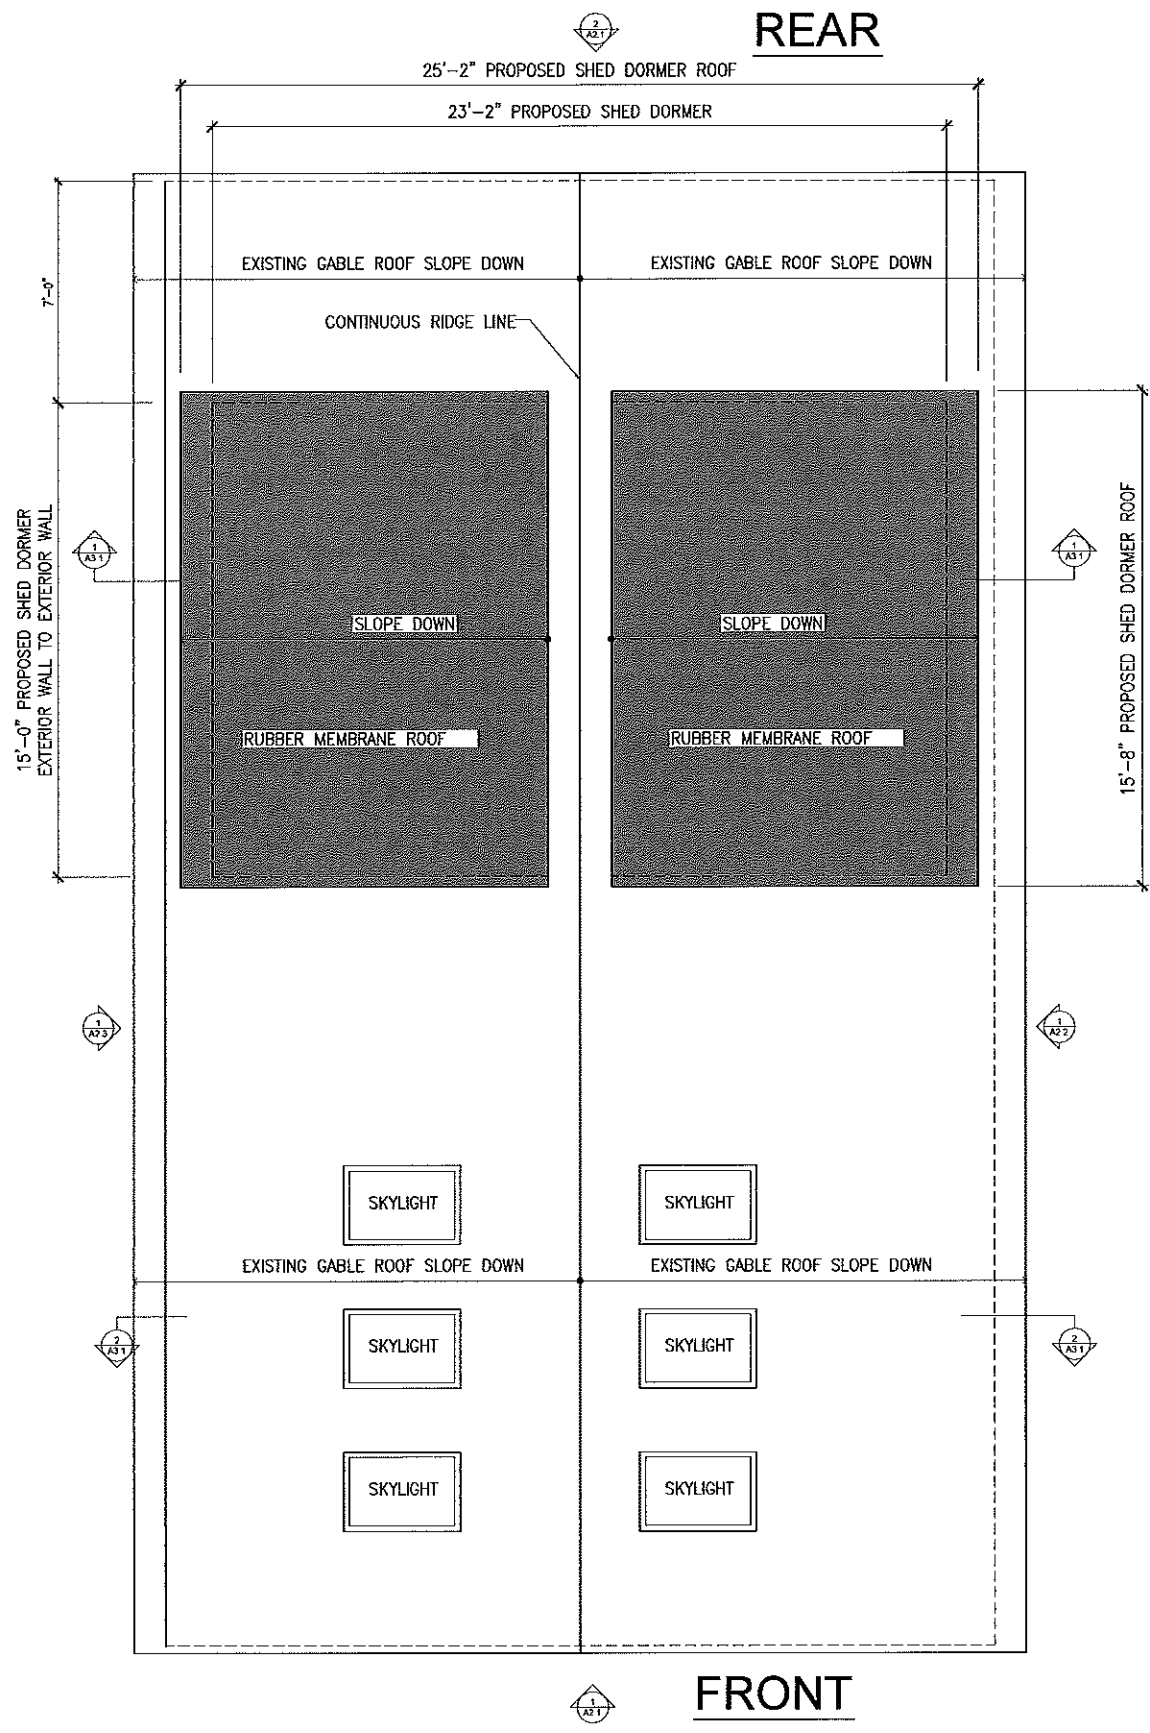 2
A2.1
REAR
25'-2" PROPOSED SHED DORMER ROOF
23'-2" PROPOSED SHED DORMER
EXISTING GABLE ROOF SLOPE DOWN
EXISTING GABLE ROOF SLOPE DOWN
7'-0"
CONTINUOUS RIDGE LINE
15'-0" PROPOSED SHED DORMER
EXTERIOR WALL TO EXTERIOR WALL
1
A3.1
1
A3.1
15'-8" PROPOSED SHED DORMER ROOF
SLOPE DOWN
SLOPE DOWN
RUBBER MEMBRANE ROOF
RUBBER MEMBRANE ROOF
1
A2.3
1
A2.2
SKYLIGHT
SKYLIGHT
EXISTING GABLE ROOF SLOPE DOWN
EXISTING GABLE ROOF SLOPE DOWN
2
A3.1
SKYLIGHT
SKYLIGHT
2
A3.1
SKYLIGHT
SKYLIGHT
1
A2.1
FRONT